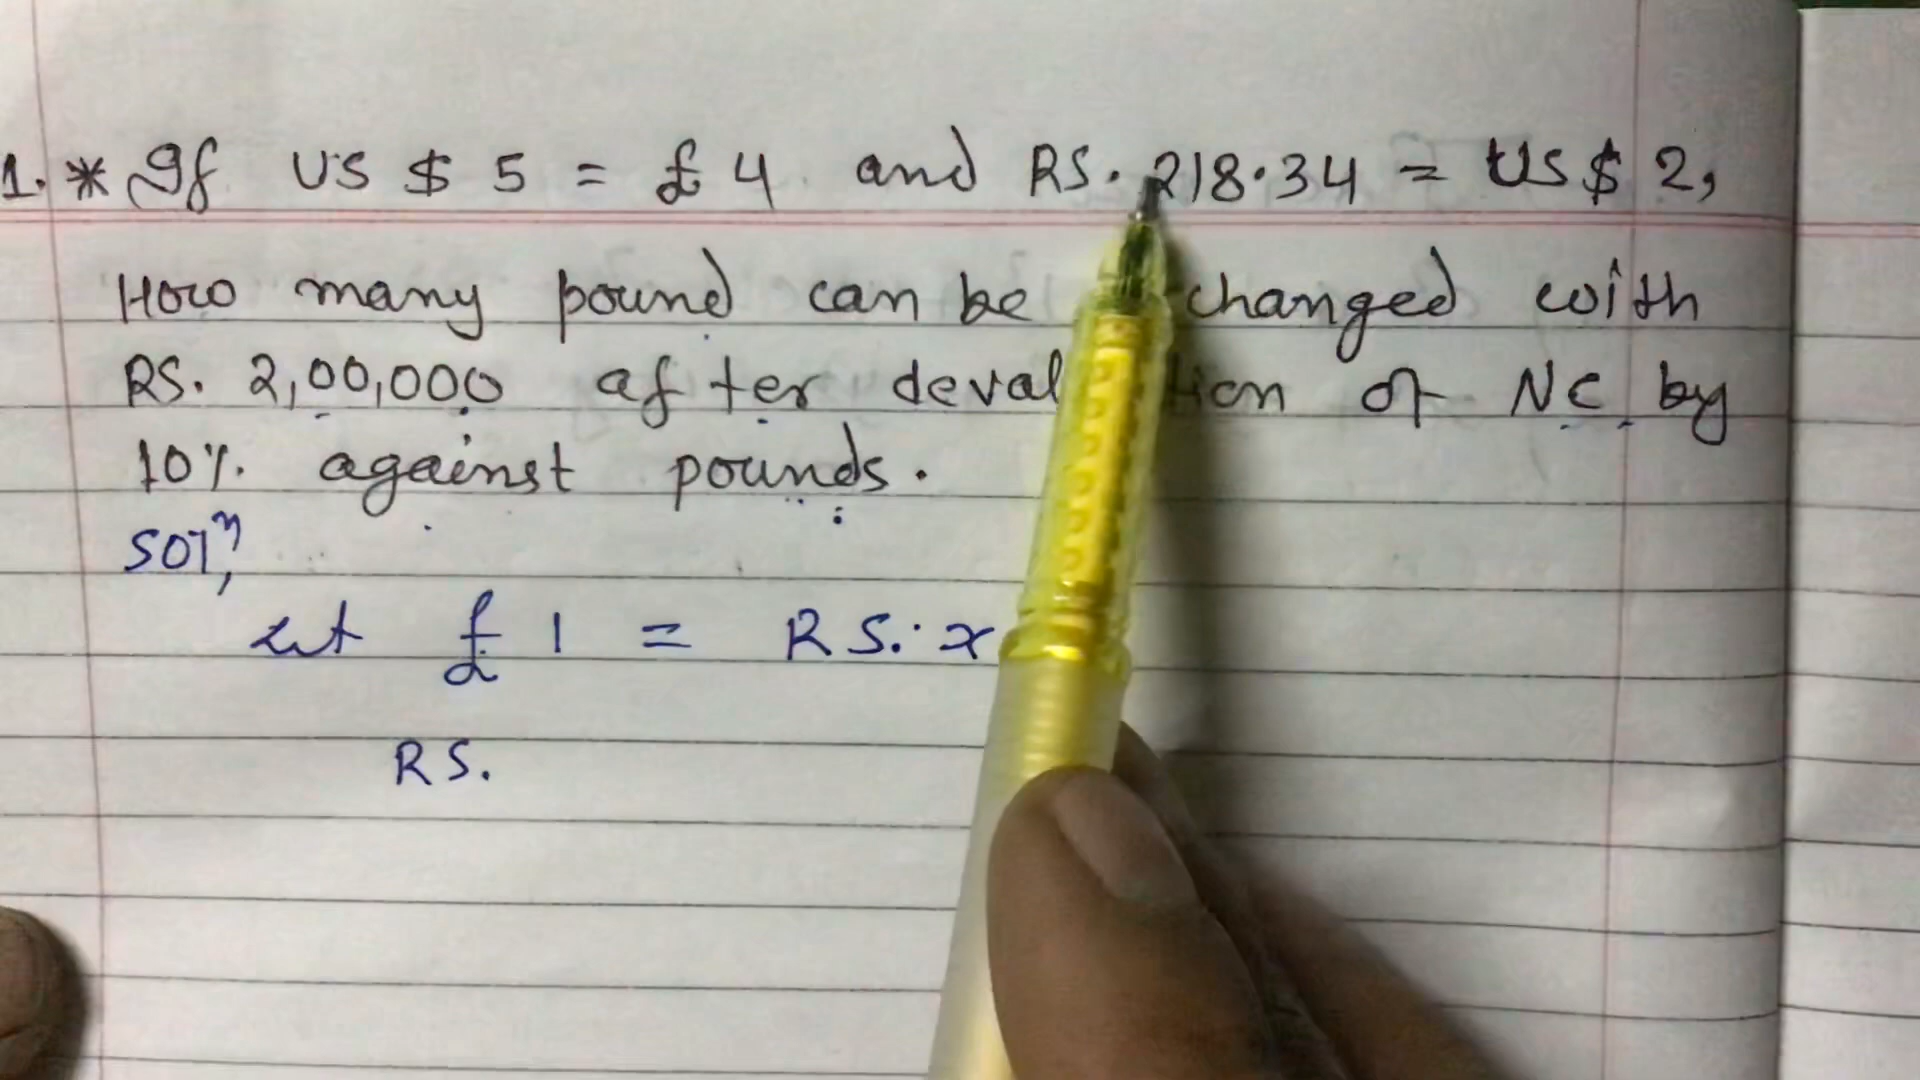 1. * If US $ 5 = £ 4 and RS. 218.34 = US $ 2,
How many pound can be changed with
RS. 2,00,000 after of NC by
10% against pounds.
Solⁿ,
let £ 1 = RS. x
RS.